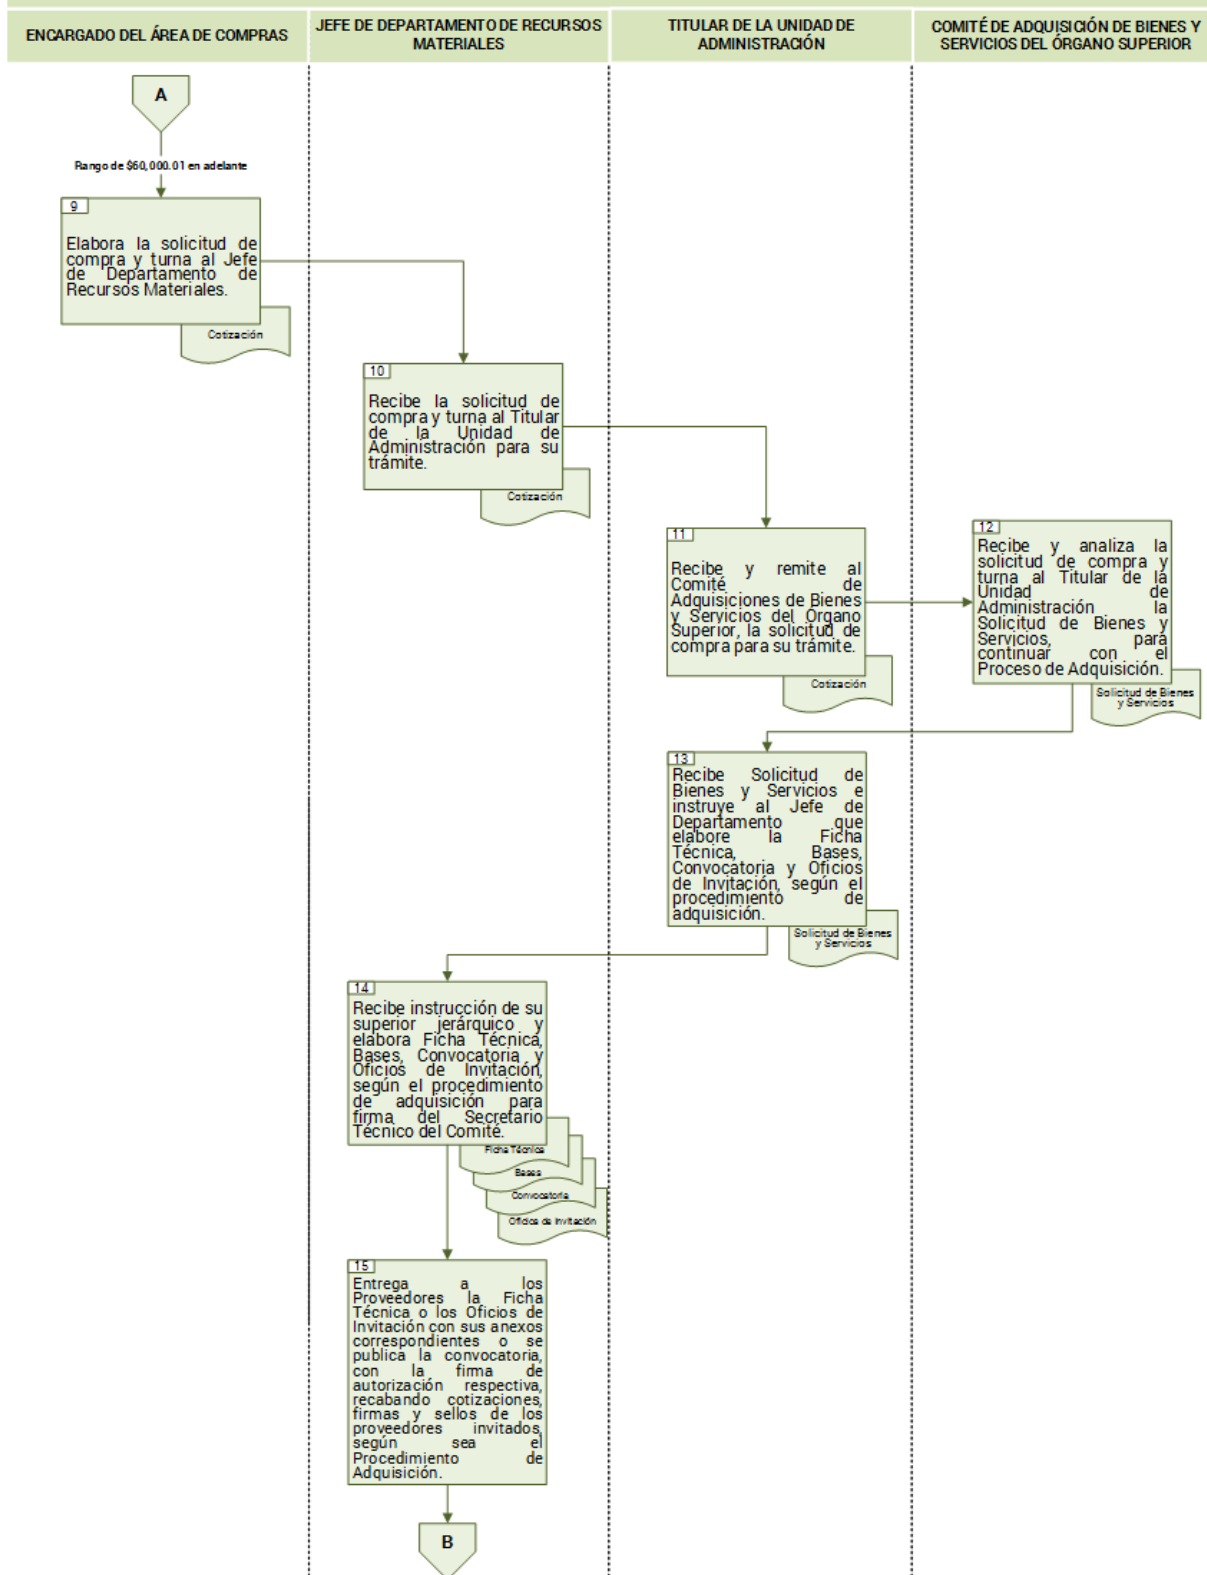 ENCARGADO DEL ÁREA DE COMPRAS
JEFE DE DEPARTAMENTO DE RECURSOS
MATERIALES
TITULAR DE LA UNIDAD DE
ADMINISTRACIÓN
COMITÉ DE ADQUISICIÓN DE BIENES Y
SERVICIOS DEL ÓRGANO SUPERIOR
A
Rango de $60,000.01 en adelante
9
Elabora la solicitud de
compra y turna al Jefe
de Departamento de
Recursos Materiales.
Cotización
10
Recibe la solicitud de
compra y turna al Titular
de la Unidad de
Administración para su
trámite.
Cotización
11
Recibe y remite al
Comité de
Adquisiciones de Bienes
y Servicios del Órgano
Superior, la solicitud de
compra para su trámite.
Cotización
12
Recibe y analiza la
solicitud de compra y
turna al Titular de la
Unidad de
Administración la
Solicitud de Bienes y
Servicios, para
continuar con el
Proceso de Adquisición.
Solicitud de Bienes
y Servicios
13
Recibe Solicitud de
Bienes y Servicios e
instruye al Jefe de
Departamento que
elabore la Ficha
Técnica, Bases,
Convocatoria y Oficios
de Invitación, según el
procedimiento de
adquisición.
Solicitud de Bienes
y Servicios
14
Recibe instrucción de su
superior jerárquico y
elabora Ficha Técnica,
Bases, Convocatoria y
Oficios de Invitación,
según el procedimiento
de adquisición para
firma del Secretario
Técnico del Comité.
Ficha Técnica
Bases
Convocatoria
Oficios de Invitación
15
Entrega a los
Proveedores la Ficha
Técnica o los Oficios de
Invitación con sus anexos
correspondientes o se
publica la convocatoria,
con la firma de
autorización respectiva,
recabando cotizaciones,
firmas y sellos de los
proveedores invitados,
según sea el
Procedimiento de
Adquisición.
B